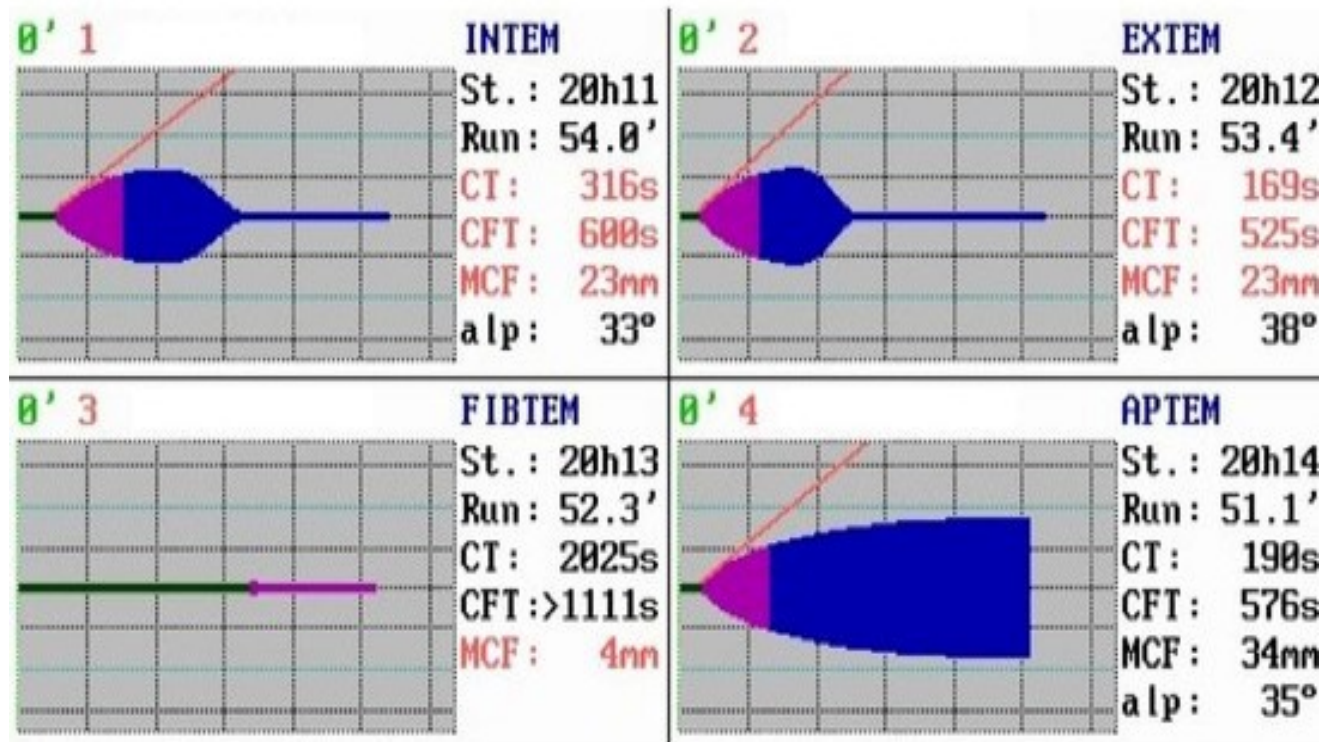 0' 1 INTEM
St.: 20h11
Run: 54.0'
CT: 316s
CFT: 600s
MCF: 23mm
alp: 33°
0' 2 EXTEM
St.: 20h12
Run: 53.4'
CT: 169s
CFT: 525s
MCF: 23mm
alp: 38°
0' 3 FIBTEM
St.: 20h13
Run: 52.3'
CT: 2025s
CFT:>1111s
MCF: 4mm
0' 4 APTEM
St.: 20h14
Run: 51.1'
CT: 190s
CFT: 576s
MCF: 34mm
alp: 35°